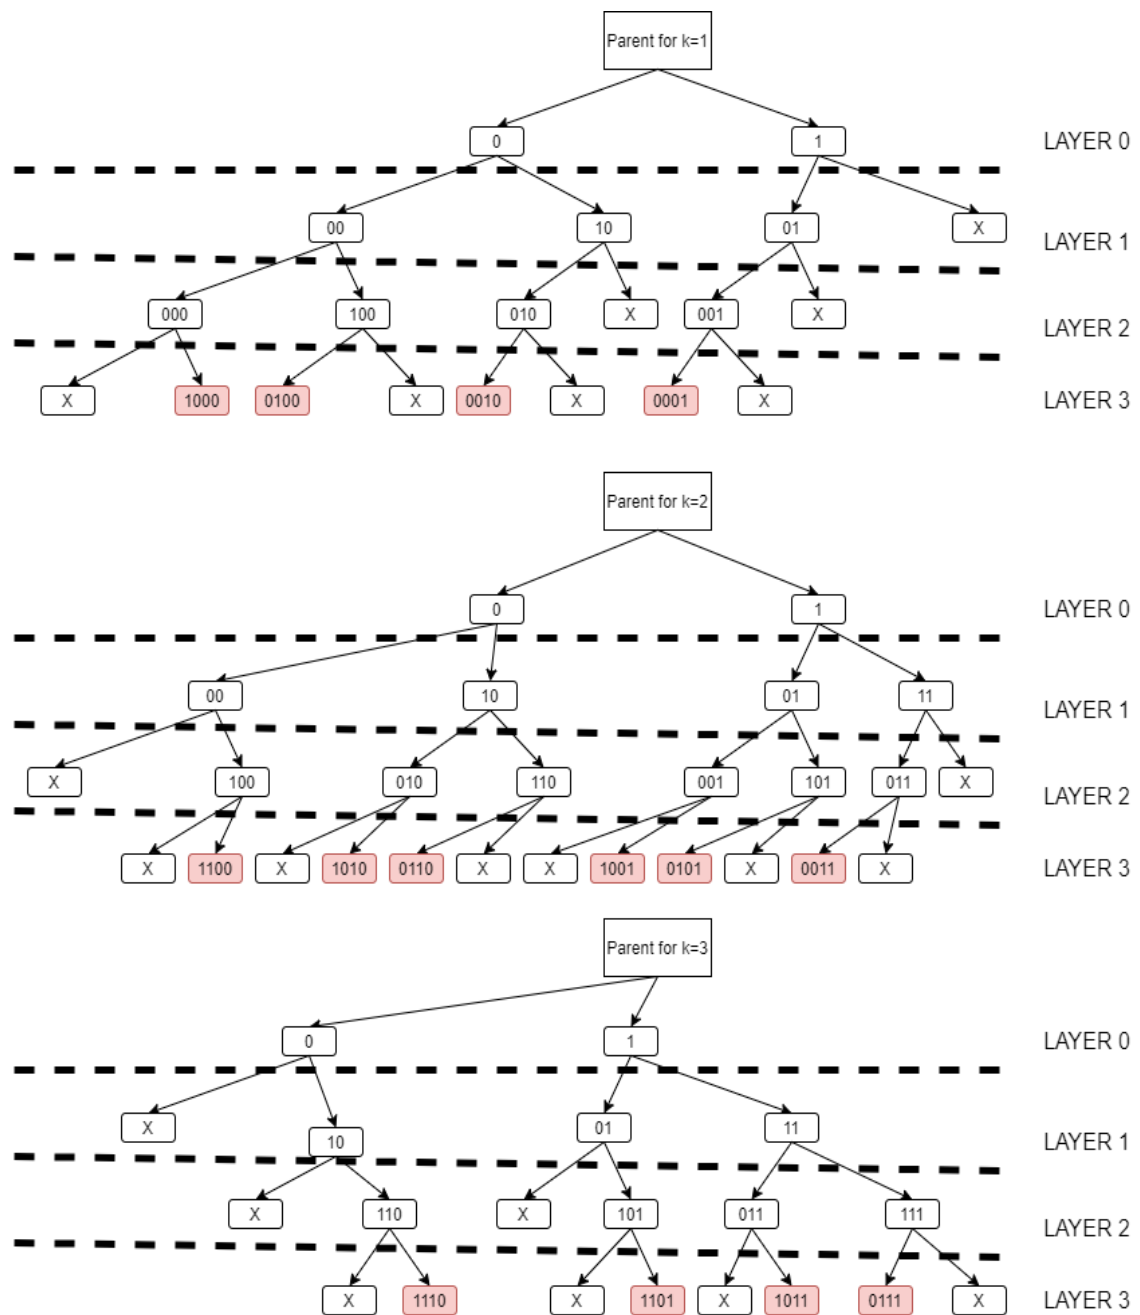 Parent for k=1
0
1
LAYER 0
00
10
01
X
LAYER 1
000
100
010
X
001
X
LAYER 2
X
1000
0100
X
0010
X
0001
X
LAYER 3
Parent for k=2
0
1
LAYER 0
00
10
01
11
LAYER 1
X
100
010
110
001
101
011
X
LAYER 2
X
1100
X
1010
0110
X
X
1001
0101
X
0011
X
LAYER 3
Parent for k=3
0
1
LAYER 0
X
10
01
11
LAYER 1
X
110
X
101
011
111
LAYER 2
X
1110
X
1101
X
1011
0111
X
LAYER 3